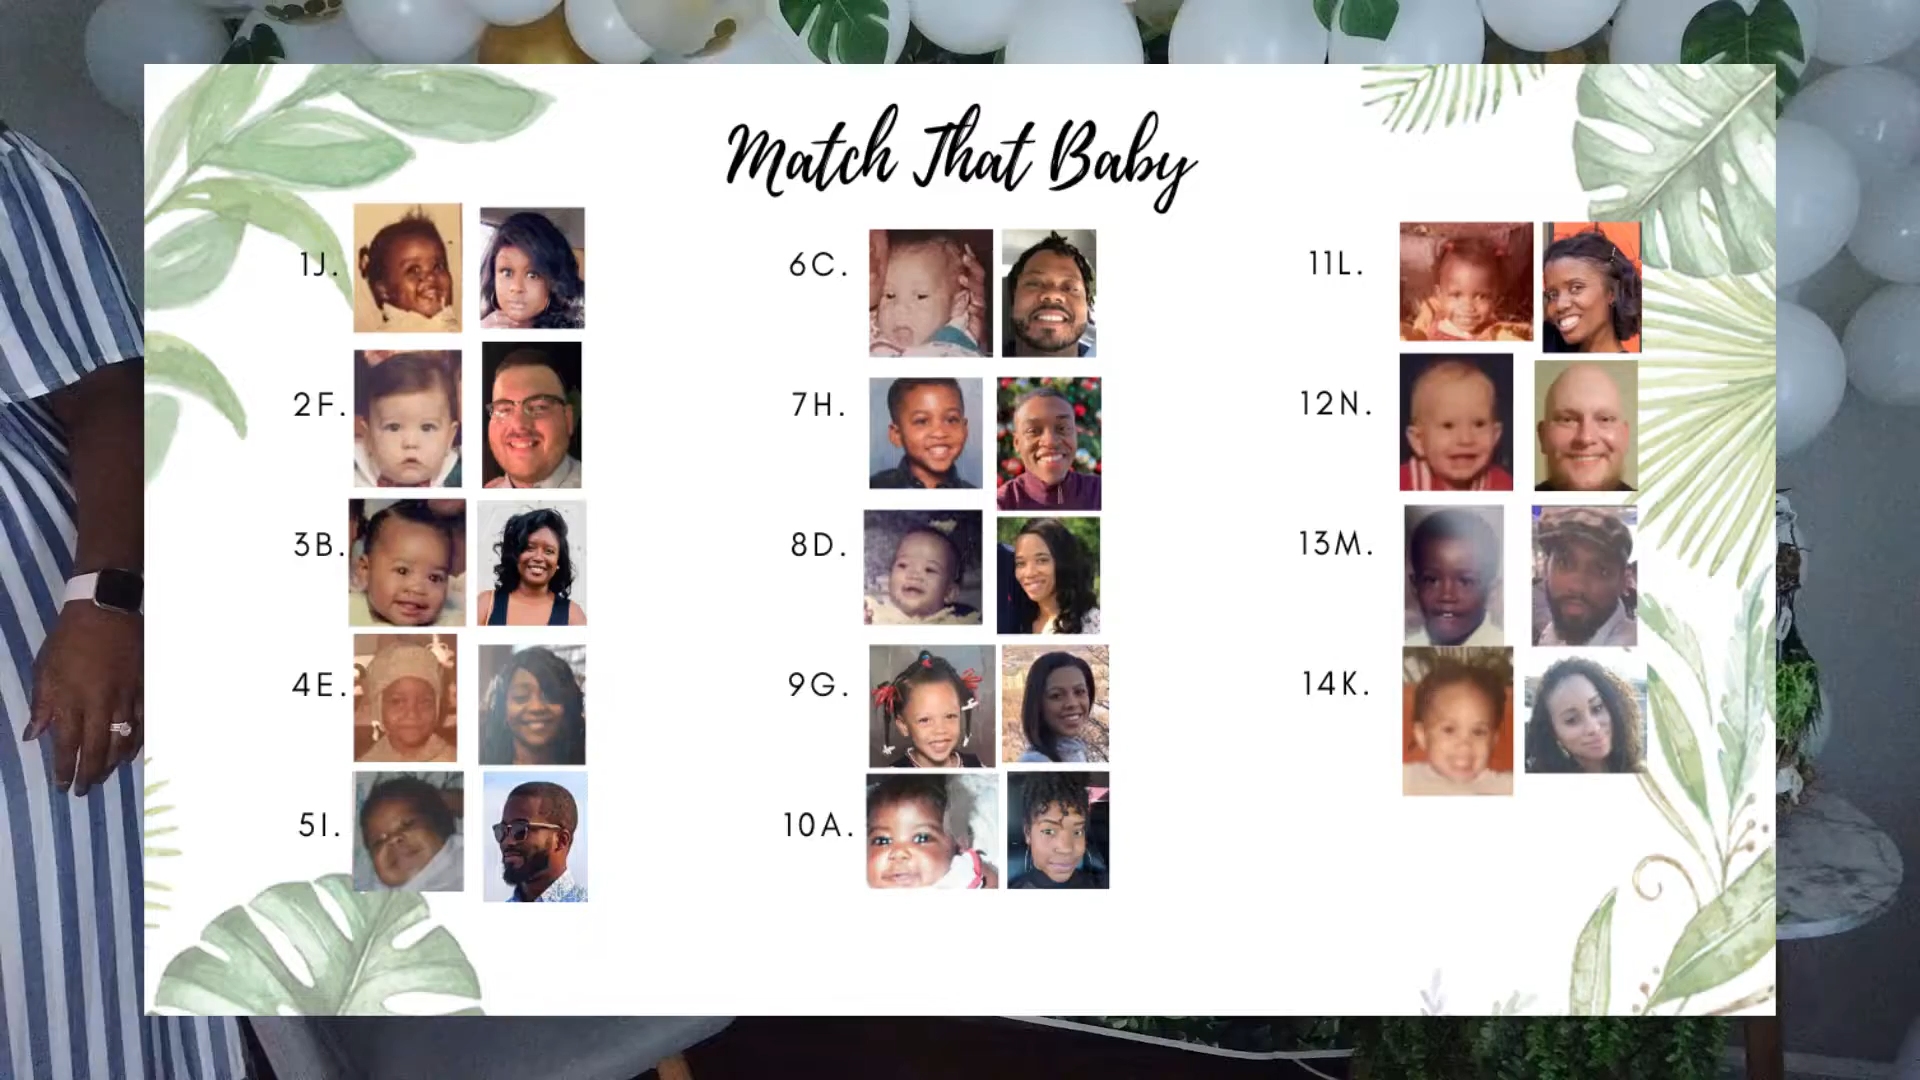 Match That Baby
1J.
2F.
3B.
4E.
5I.
6C.
7H.
8D.
9G.
10A.
11L.
12N.
13M.
14K.